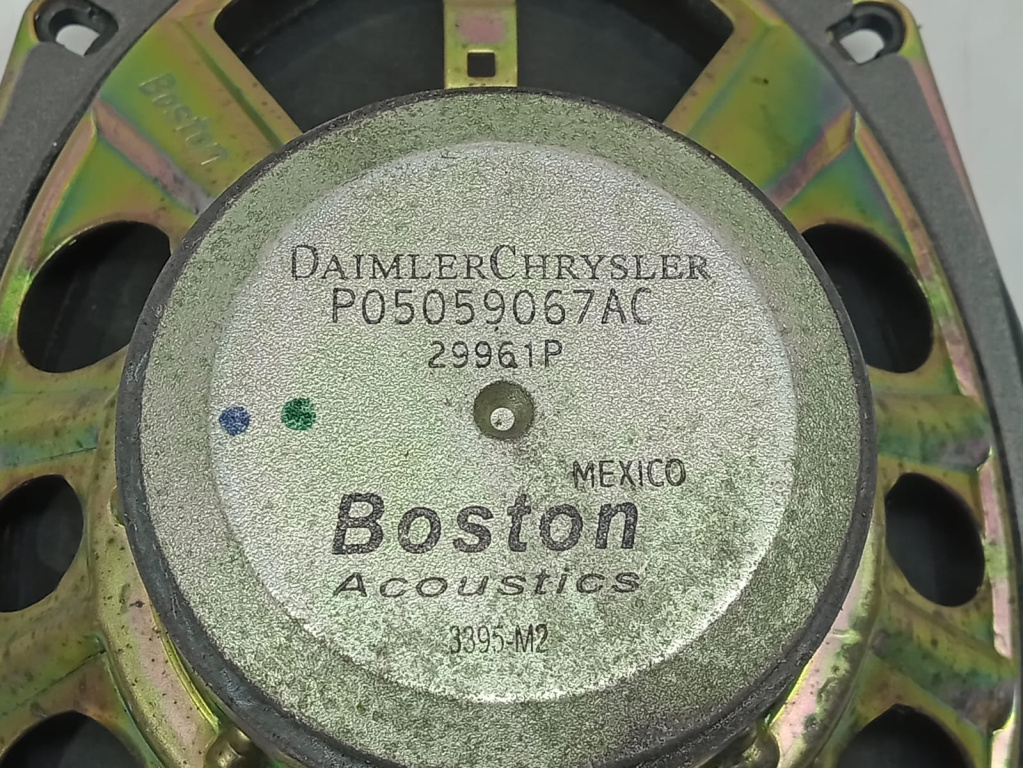 Boston
DAIMLERCHRYSLER
P05059067AC
29961P
MEXICO
Boston
Acoustics
3395-M2